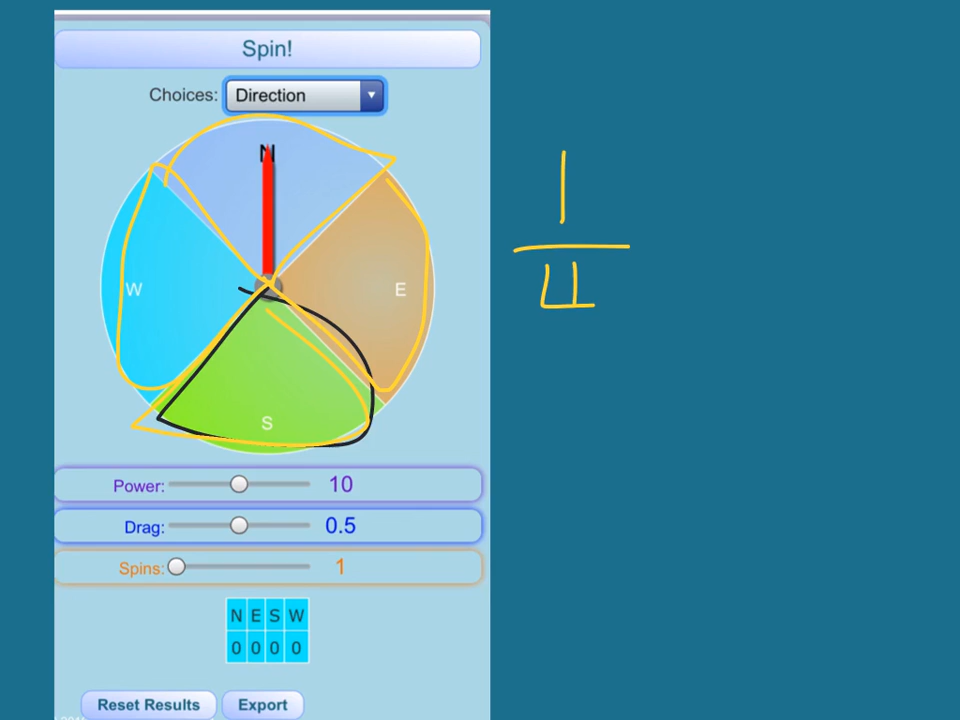 Spin!
Choices: Direction
N
W
E
S
1
4
Power: 10
Drag: 0.5
Spins: 1
N E S W
0 0 0 0
Reset Results Export